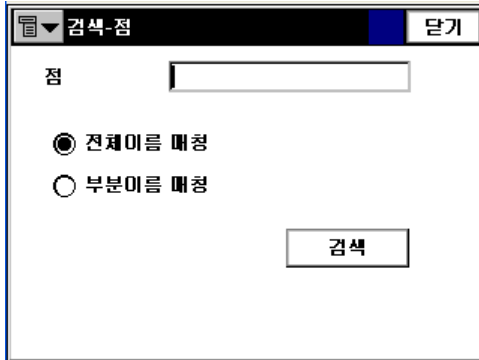 검색-점 닫기
점
전체이름 매칭
부분이름 매칭
검색